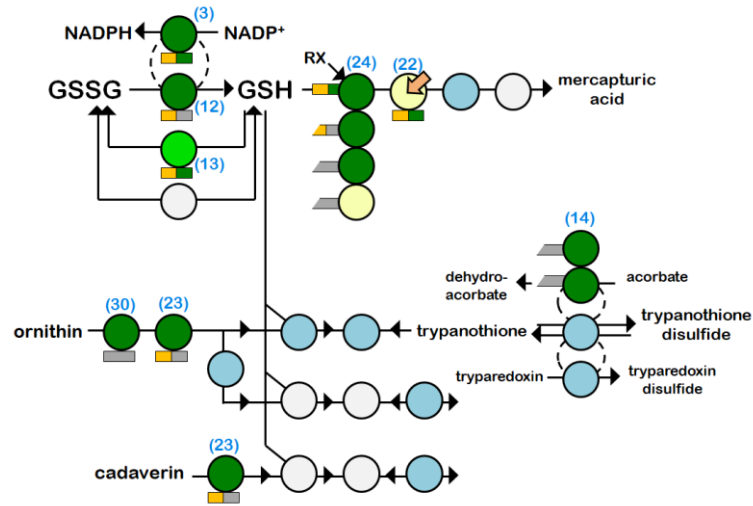 (3)
NADPH
NADP+
RX
(24)
(22)
GSSG
GSH
mercapturic
acid
(12)
(13)
(14)
dehydro-
acorbate
acorbate
(30)
(23)
ornithin
trypanothione
trypanothione
disulfide
tryparedoxin
tryparedoxin
disulfide
(23)
cadaverin